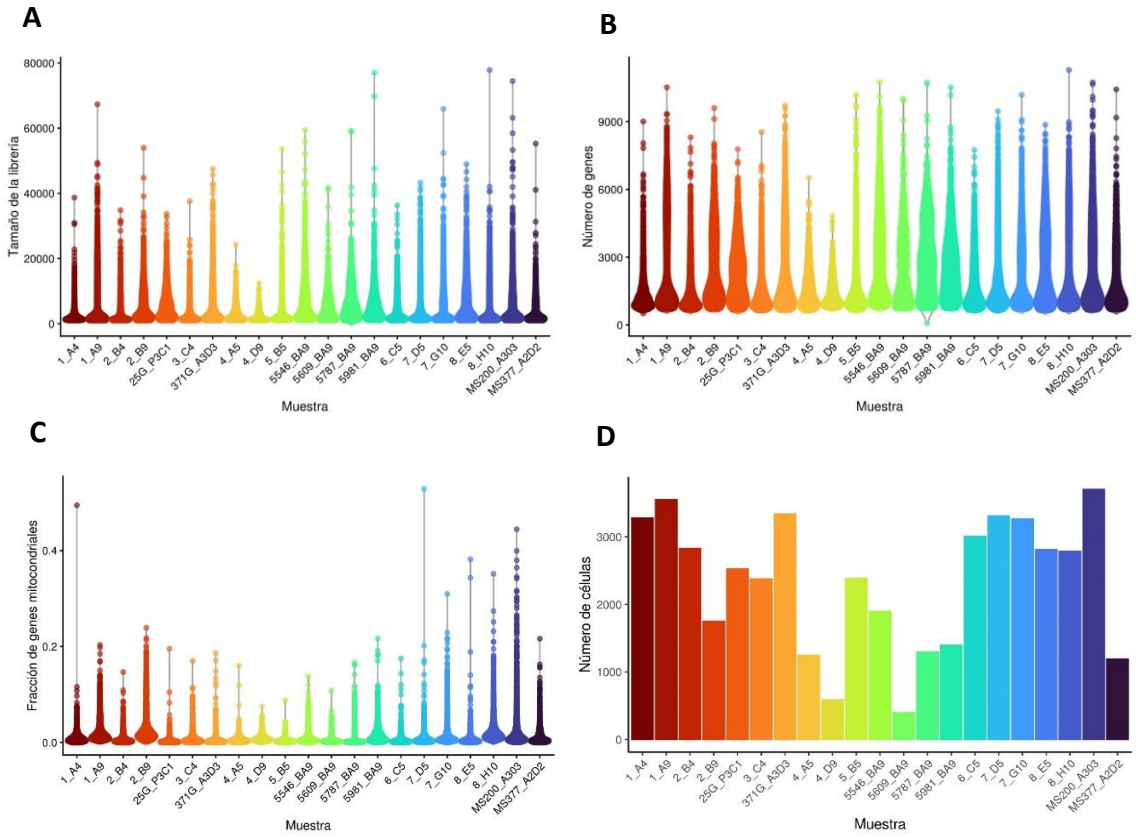 A
Tamaño de la librería
80000
60000
40000
20000
0
1_A4
1_A9
2_B4
2_B9
25G_P3C1
3_C4
371G_A3D3
4_A5
4_D9
5_B5
5546_BA9
5609_BA9
5787_BA9
5981_BA9
6_C5
7_D5
7_G10
8_E5
8_H10
MS200_A303
MS377_A2D2
Muestra
B
Número de genes
9000
6000
3000
0
1_A4
1_A9
2_B4
2_B9
25G_P3C1
3_C4
371G_A3D3
4_A5
4_D9
5_B5
5546_BA9
5609_BA9
5787_BA9
5981_BA9
6_C5
7_D5
7_G10
8_E5
8_H10
MS200_A303
MS377_A2D2
Muestra
C
Fracción de genes mitocondriales
0.4
0.2
0.0
1_A4
1_A9
2_B4
2_B9
25G_P3C1
3_C4
371G_A3D3
4_A5
4_D9
5_B5
5546_BA9
5609_BA9
5787_BA9
5981_BA9
6_C5
7_D5
7_G10
8_E5
8_H10
MS200_A303
MS377_A2D2
Muestra
D
Número de células
3000
2000
1000
0
1_A4
1_A9
2_B4
2_B9
25G_P3C1
3_C4
371G_A3D3
4_A5
4_D9
5_B5
5546_BA9
5608_BA9
5787_BA9
5981_BA9
6_C5
7_D5
7_G10
8_E5
8_H10
MS200_A303
MS377_A2D2
Muestra